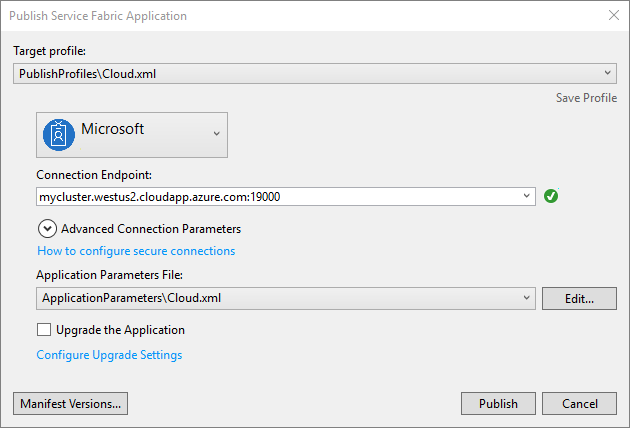 Publish Service Fabric Application
Target profile:
PublishProfiles\Cloud.xml
Save Profile
Microsoft
Connection Endpoint:
mycluster.westus2.cloudapp.azure.com:19000
Advanced Connection Parameters
How to configure secure connections
Application Parameters File:
ApplicationParameters\Cloud.xml
Edit...
Upgrade the Application
Configure Upgrade Settings
Manifest Versions...
Publish
Cancel